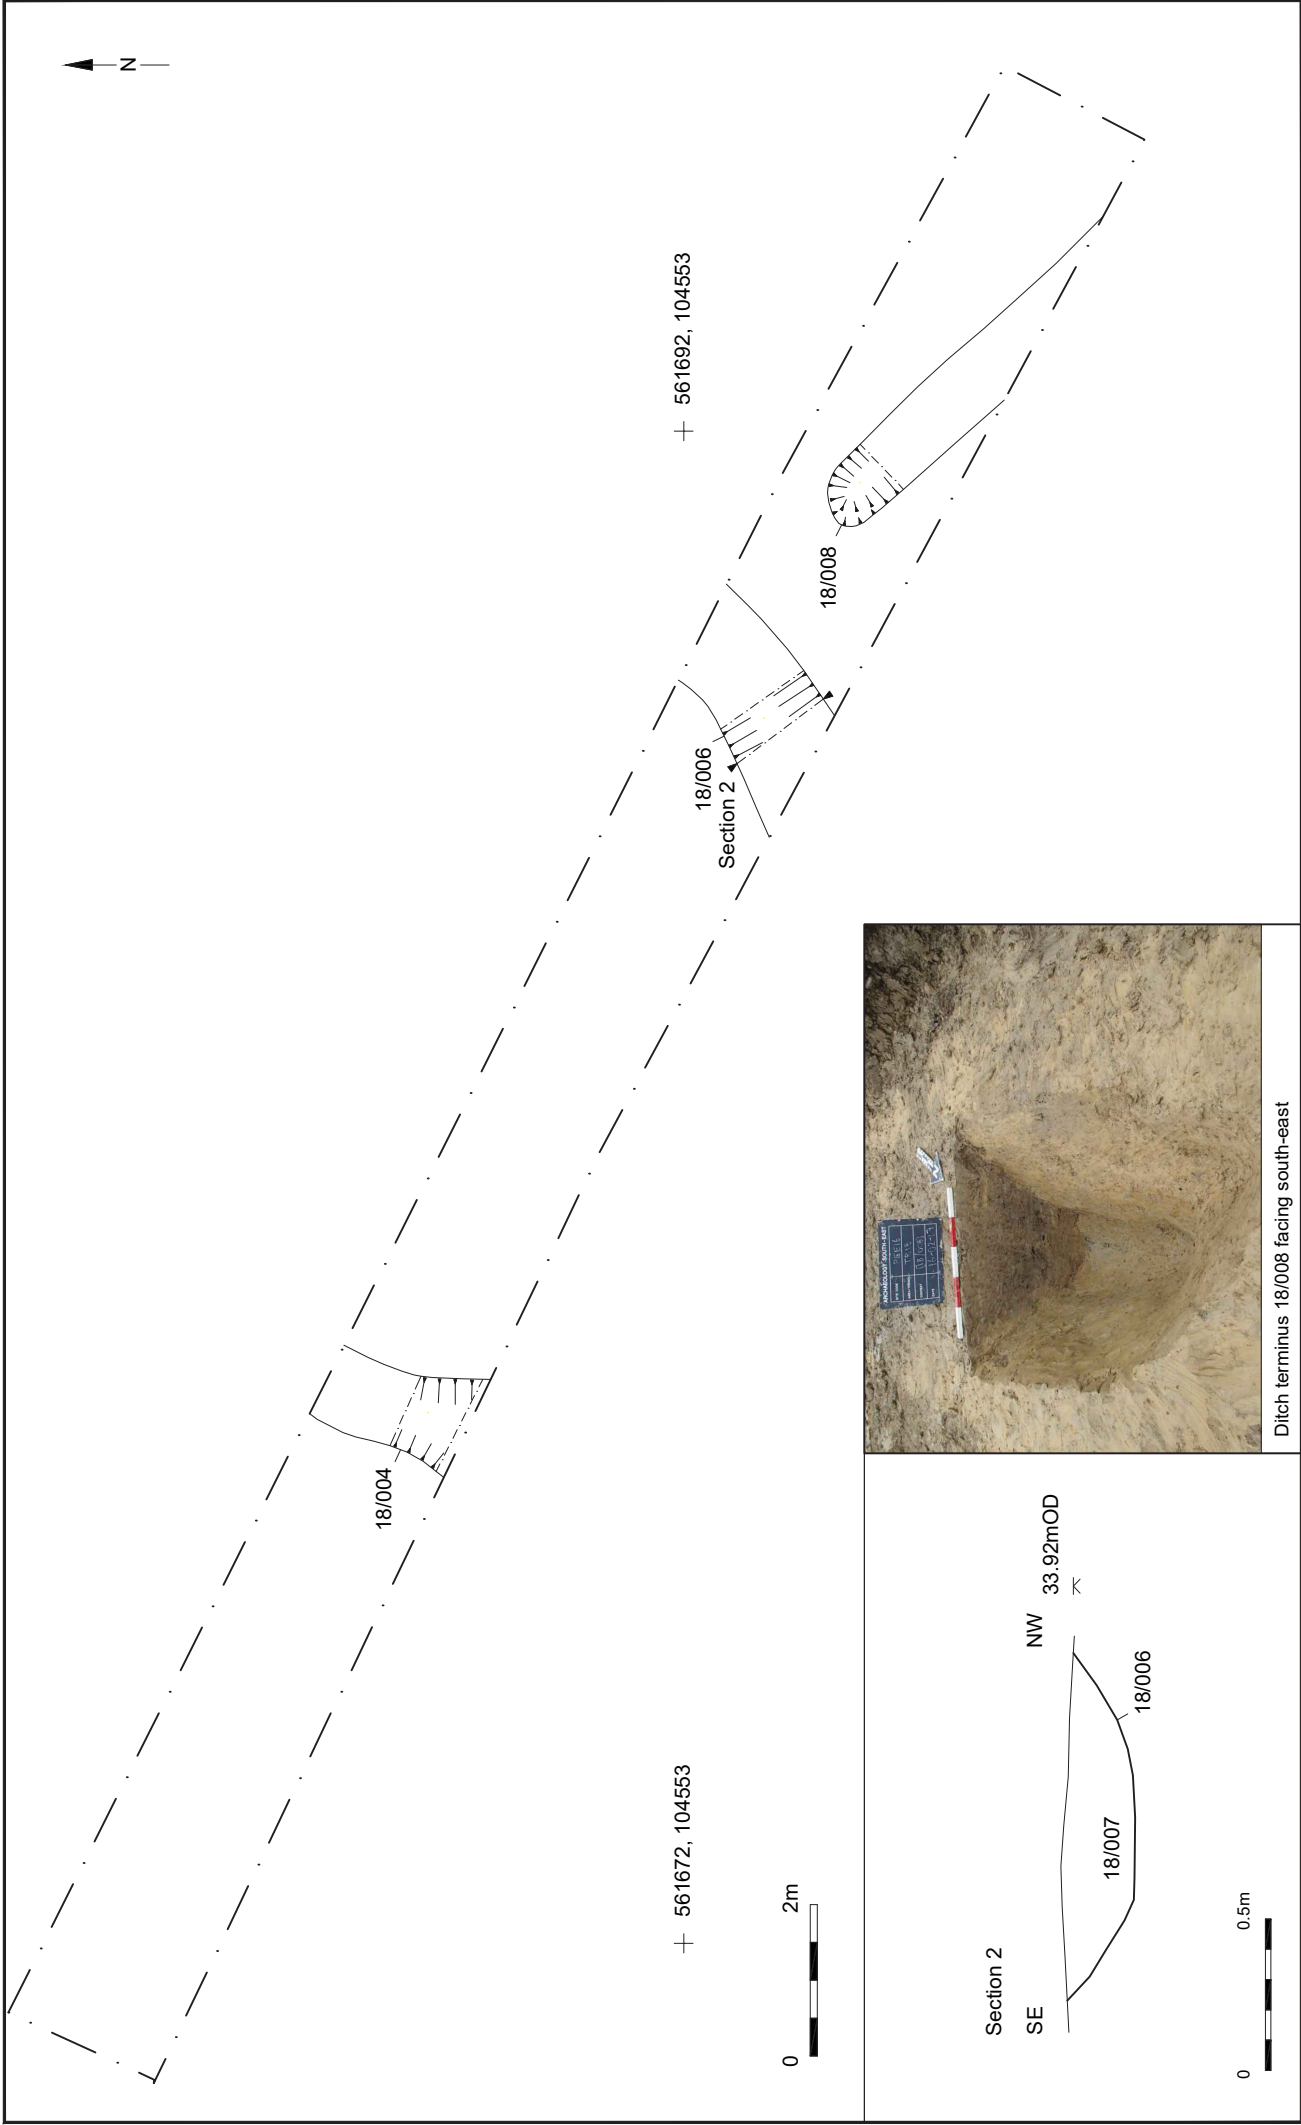 N
561692, 104553
18/008
18/006
Section 2
18/004
561672, 104553
0 2m
Section 2
SE
NW
33.92mOD
18/007
18/006
0 0.5m
ARCHAEOLOGY SOUTH-EAST
Ditch terminus 18/008 facing south-east